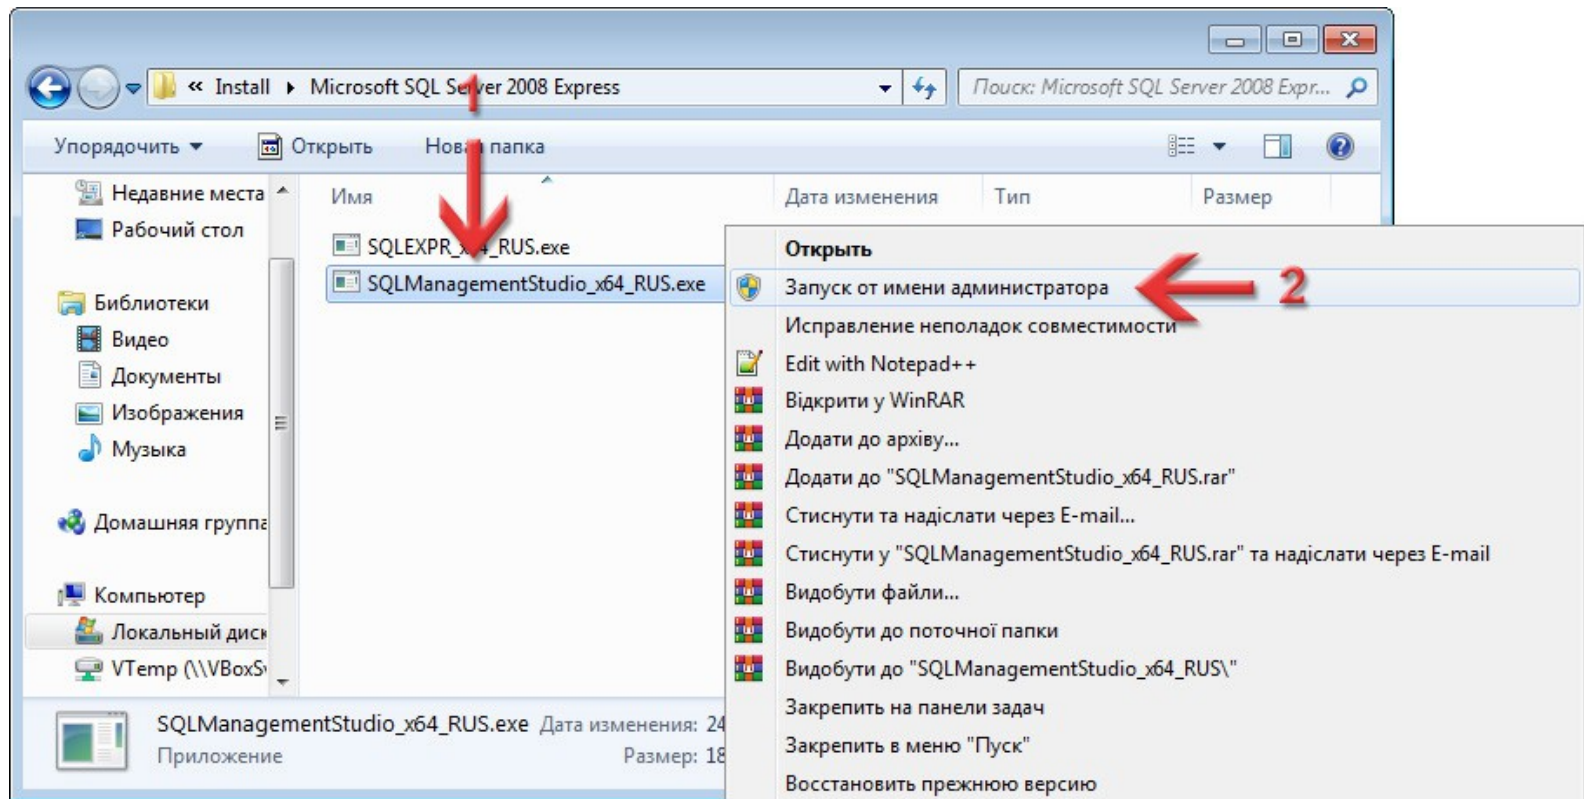 1
« Install ▸ Microsoft SQL Server 2008 Express
Поиск: Microsoft SQL Server 2008 Expr...
Упорядочить
Открыть
Новая папка
Имя
Дата изменения
Тип
Размер
Недавние места
Рабочий стол
Библиотеки
Видео
Документы
Изображения
Музыка
Домашняя группа
Компьютер
Локальный диск
VTemp (\\VBoxSv
SQLEXPR_x64_RUS.exe
SQLManagementStudio_x64_RUS.exe
Открыть
Запуск от имени администратора
2
Исправление неполадок совместимости
Edit with Notepad++
Відкрити у WinRAR
Додати до архіву...
Додати до "SQLManagementStudio_x64_RUS.rar"
Стиснути та надіслати через E-mail...
Стиснути у "SQLManagementStudio_x64_RUS.rar" та надіслати через E-mail
Видобути файли...
Видобути до поточної папки
Видобути до "SQLManagementStudio_x64_RUS\"
Закрепить на панели задач
Закрепить в меню "Пуск"
Восстановить прежнюю версию
SQLManagementStudio_x64_RUS.exe Дата изменения: 24
Приложение Размер: 18